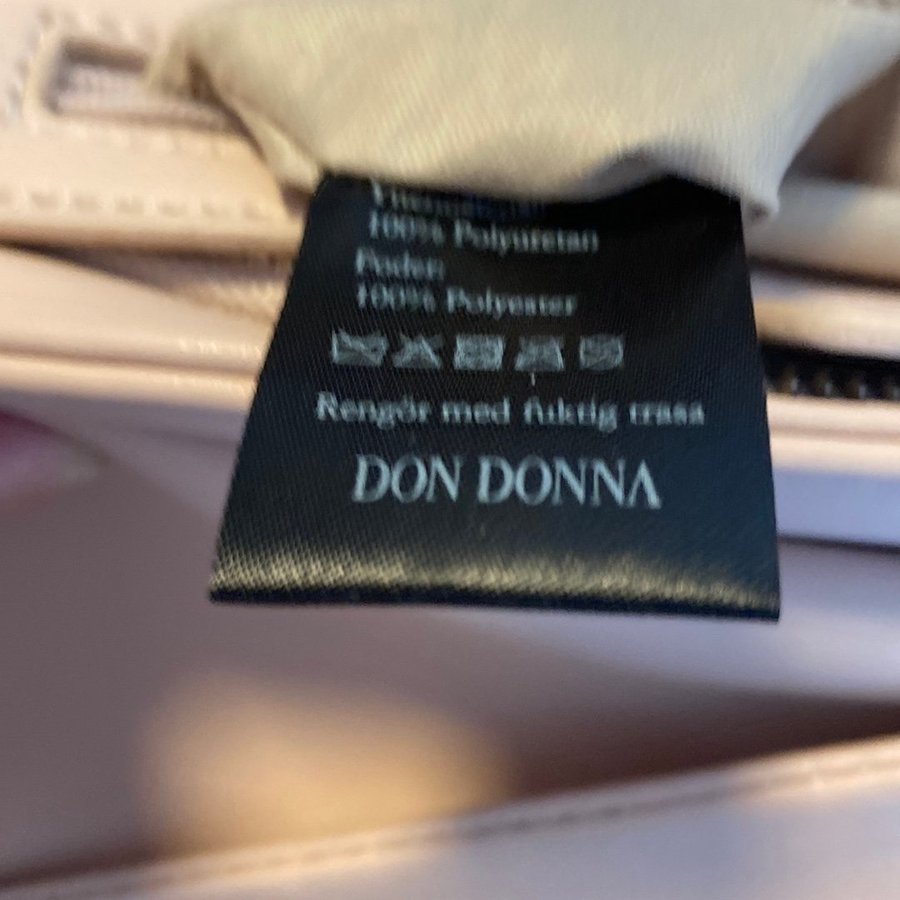 100% Polyuretan
Foder:
100% Polyester
Rengör med fuktig trasa
DON DONNA